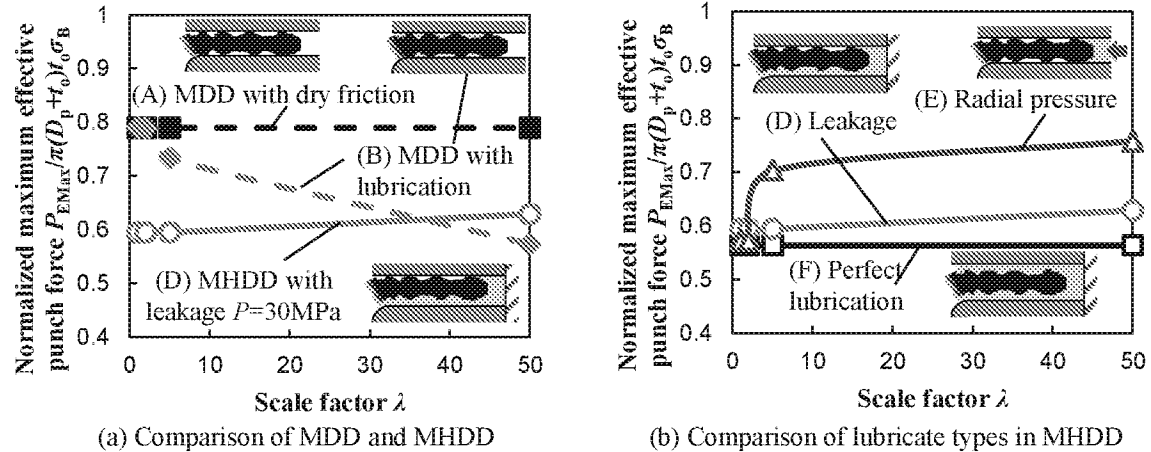 Normalized maximum effective
punch force P_EMax/π(D_p+t_o)t_oσ_B
1
0.9
0.8
0.7
0.6
0.5
0.4
(A) MDD with dry friction
(B) MDD with
lubrication
(D) MHDD with
leakage P=30MPa
0 10 20 30 40 50
Scale factor λ
(a) Comparison of MDD and MHDD
Normalized maximum effective
punch force P_EMax/π(D_p+t_o)t_oσ_B
1
0.9
0.8
0.7
0.6
0.5
0.4
(E) Radial pressure
(D) Leakage
(F) Perfect
lubrication
0 10 20 30 40 50
Scale factor λ
(b) Comparison of lubricate types in MHDD